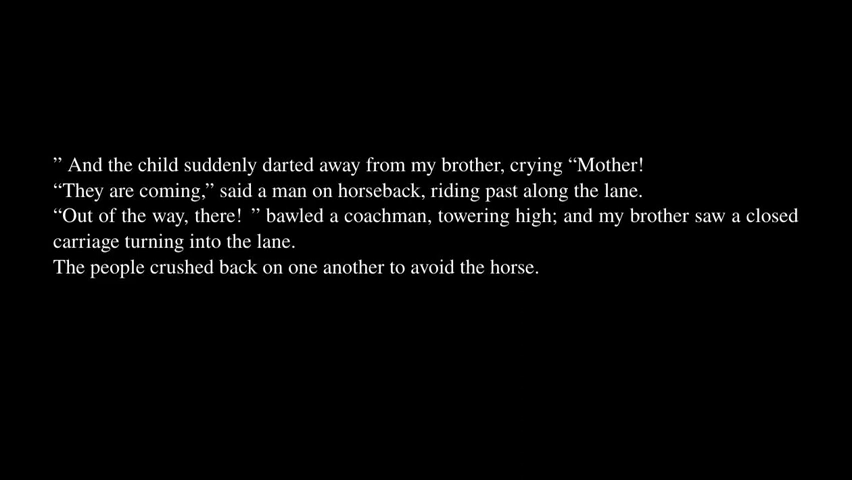 ” And the child suddenly darted away from my brother, crying “Mother!
“They are coming,” said a man on horseback, riding past along the lane.
“Out of the way, there! ” bawled a coachman, towering high; and my brother saw a closed
carriage turning into the lane.
The people crushed back on one another to avoid the horse.